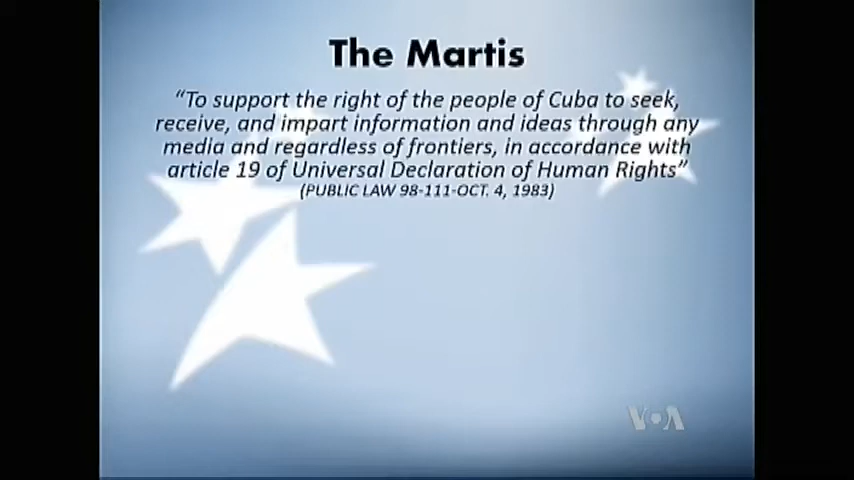 The Martis
“To support the right of the people of Cuba to seek,
receive, and impart information and ideas through any
media and regardless of frontiers, in accordance with
article 19 of Universal Declaration of Human Rights”
(PUBLIC LAW 98-111-OCT. 4, 1983)
VOA